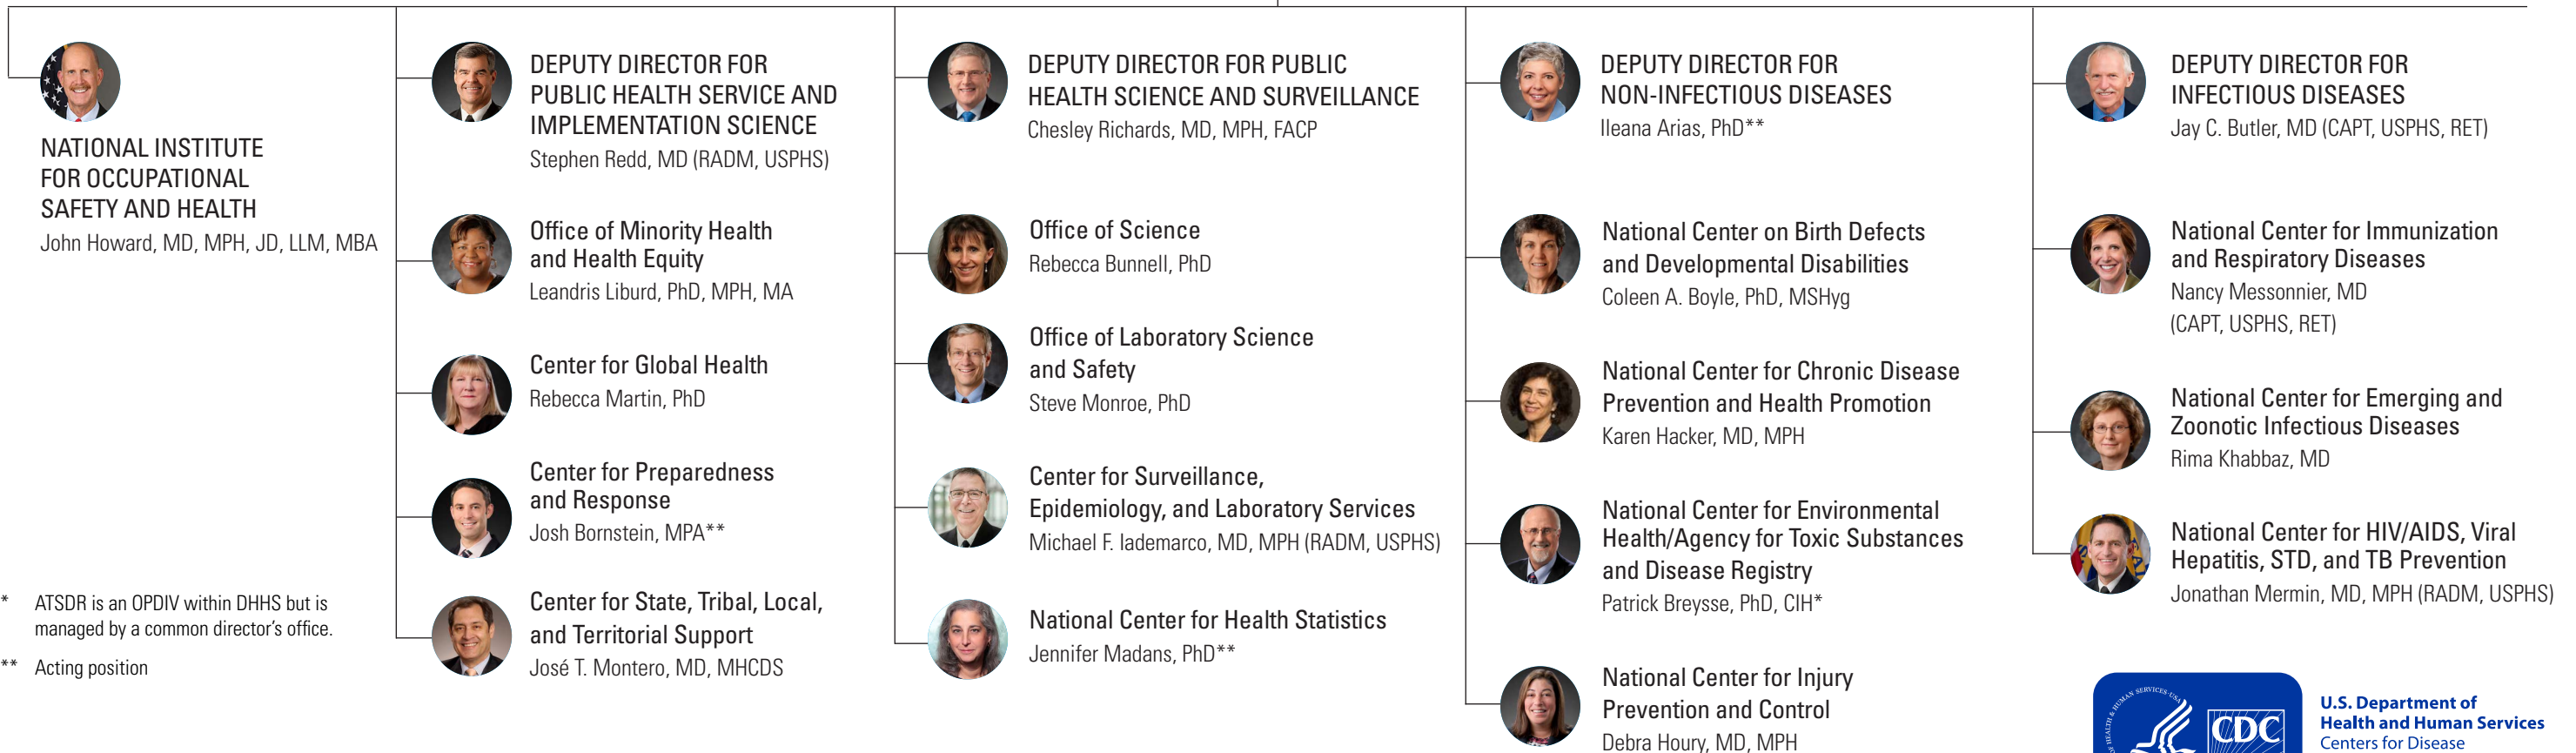 NATIONAL INSTITUTE
FOR OCCUPATIONAL
SAFETY AND HEALTH
John Howard, MD, MPH, JD, LLM, MBA
DEPUTY DIRECTOR FOR
PUBLIC HEALTH SERVICE AND
IMPLEMENTATION SCIENCE
Stephen Redd, MD (RADM, USPHS)
Office of Minority Health
and Health Equity
Leandris Liburd, PhD, MPH, MA
Center for Global Health
Rebecca Martin, PhD
Center for Preparedness
and Response
Josh Bornstein, MPA**
Center for State, Tribal, Local,
and Territorial Support
José T. Montero, MD, MHCDS
DEPUTY DIRECTOR FOR PUBLIC
HEALTH SCIENCE AND SURVEILLANCE
Chesley Richards, MD, MPH, FACP
Office of Science
Rebecca Bunnell, PhD
Office of Laboratory Science
and Safety
Steve Monroe, PhD
Center for Surveillance,
Epidemiology, and Laboratory Services
Michael F. Iademarco, MD, MPH (RADM, USPHS)
National Center for Health Statistics
Jennifer Madans, PhD**
DEPUTY DIRECTOR FOR
NON-INFECTIOUS DISEASES
Ileana Arias, PhD**
National Center on Birth Defects
and Developmental Disabilities
Coleen A. Boyle, PhD, MSHyg
National Center for Chronic Disease
Prevention and Health Promotion
Karen Hacker, MD, MPH
National Center for Environmental
Health/Agency for Toxic Substances
and Disease Registry
Patrick Breysse, PhD, CIH*
National Center for Injury
Prevention and Control
Debra Houry, MD, MPH
DEPUTY DIRECTOR FOR
INFECTIOUS DISEASES
Jay C. Butler, MD (CAPT, USPHS, RET)
National Center for Immunization
and Respiratory Diseases
Nancy Messonnier, MD
(CAPT, USPHS, RET)
National Center for Emerging and
Zoonotic Infectious Diseases
Rima Khabbaz, MD
National Center for HIV/AIDS, Viral
Hepatitis, STD, and TB Prevention
Jonathan Mermin, MD, MPH (RADM, USPHS)
* ATSDR is an OPDIV within DHHS but is
managed by a common director's office.
** Acting position
HEALTH & HUMAN SERVICES·USA
CDC
U.S. Department of
Health and Human Services
Centers for Disease